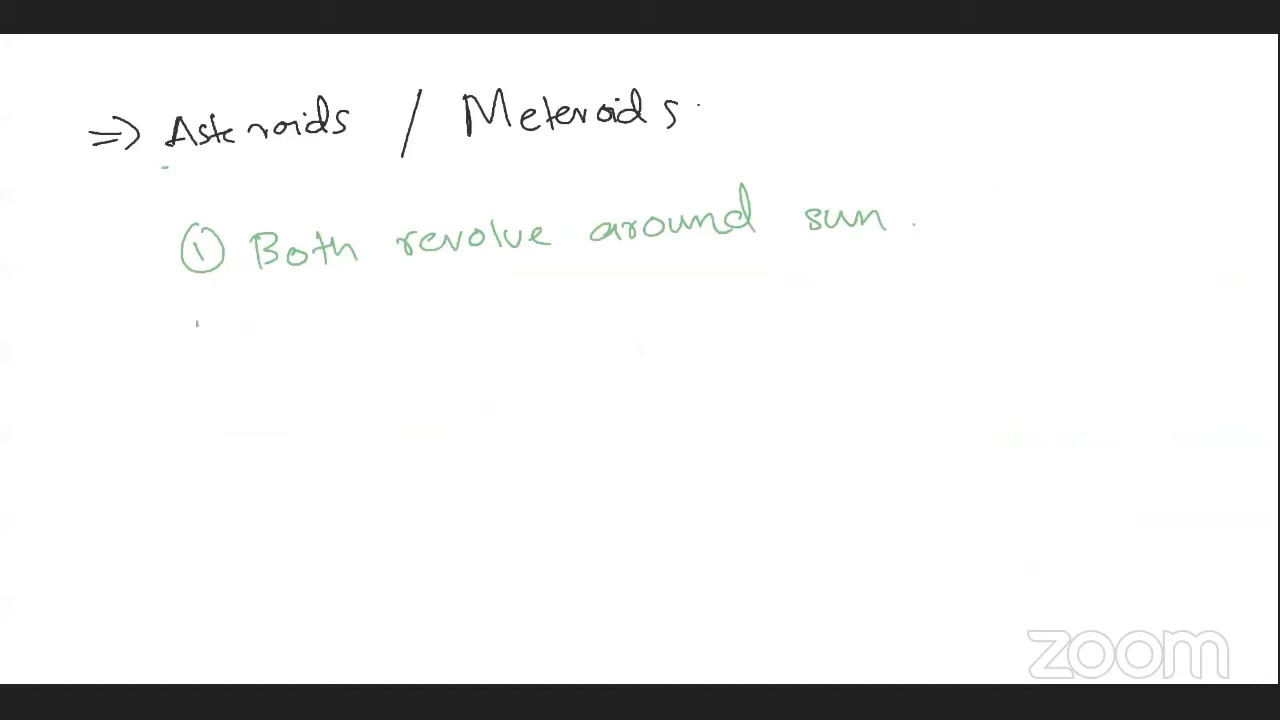 => Asteroids / Meteroids.
① Both revolve around sun.
zoom